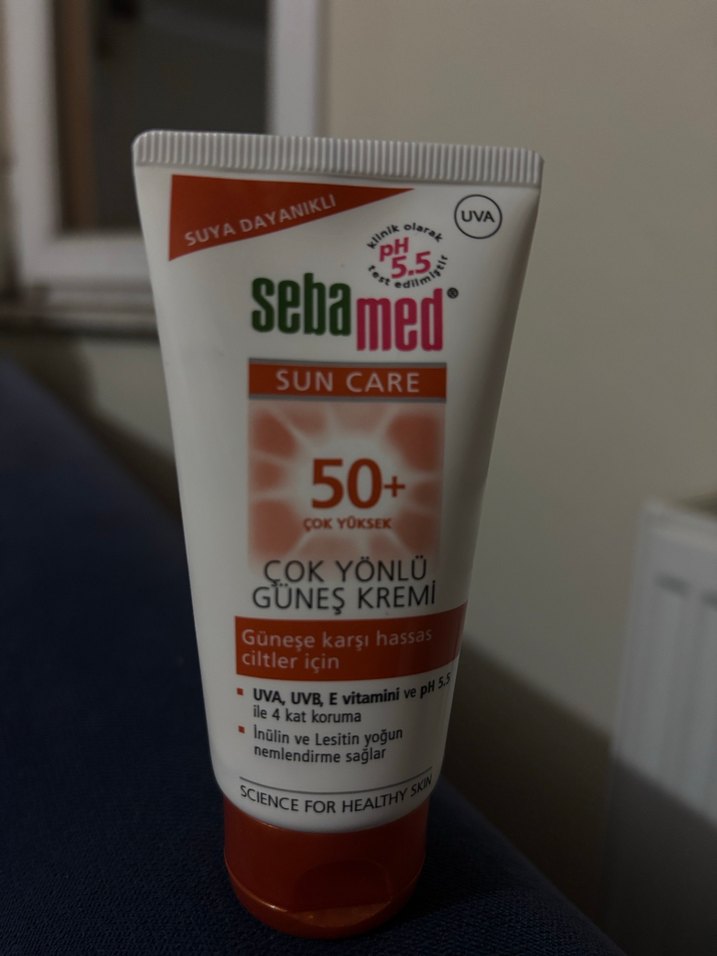 SUYA DAYANIKLI
UVA
klinik olarak
pH
5.5
test edilmiştir
sebamed®
SUN CARE
50+
ÇOK YÜKSEK
ÇOK YÖNLÜ
GÜNEŞ KREMİ
Güneşe karşı hassas
ciltler için
▪ UVA, UVB, E vitamini ve pH 5.5
ile 4 kat koruma
▪ İnülin ve Lesitin yoğun
nemlendirme sağlar
SCIENCE FOR HEALTHY SKIN